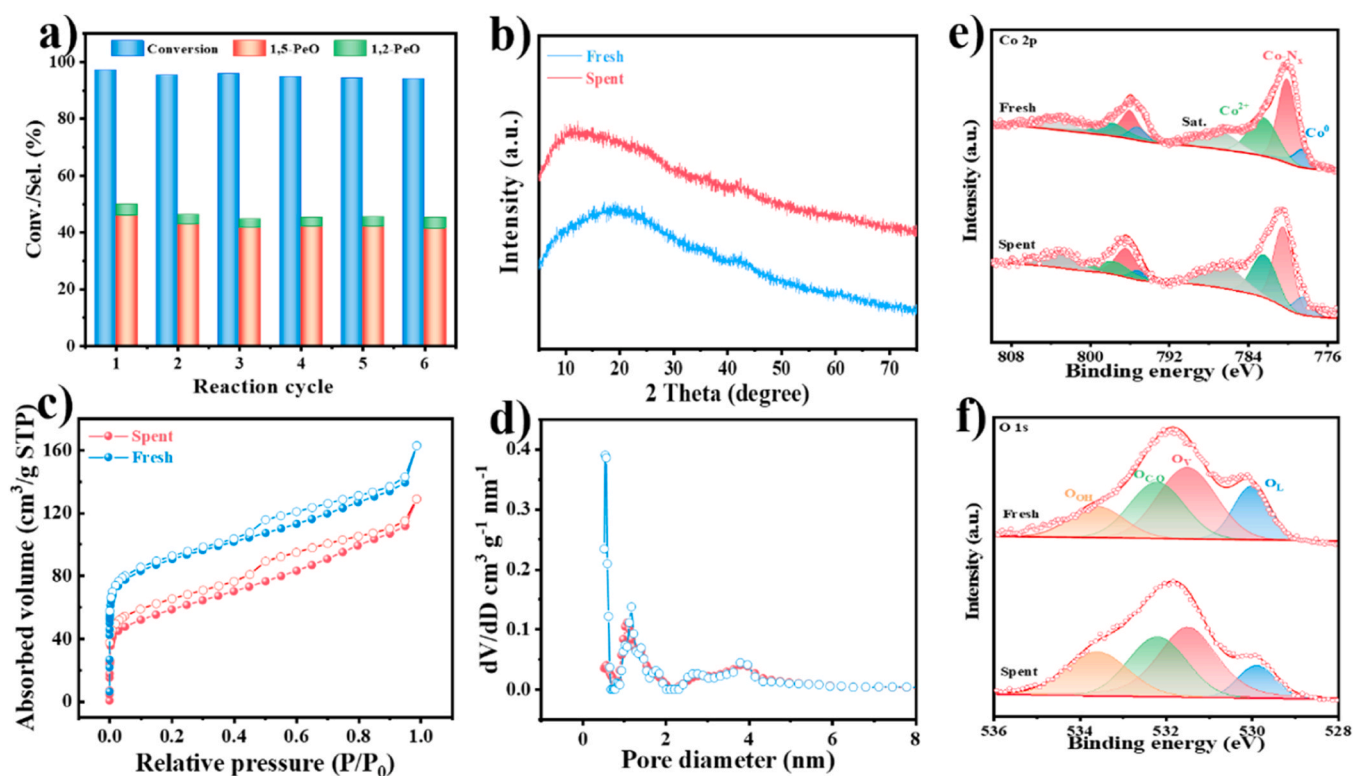 a)
Conversion 1,5-PeO 1,2-PeO
Conv./Sel. (%)
100
80
60
40
20
0
1 2 3 4 5 6
Reaction cycle
b)
Fresh
Spent
Intensity (a.u.)
10 20 30 40 50 60 70
2 Theta (degree)
e)
Co 2p
Co-Nₓ
Fresh
Co²⁺
Sat.
Co⁰
Spent
Intensity (a.u.)
808 800 792 784 776
Binding energy (eV)
c)
Spent
Fresh
Absorbed volume (cm³/g STP)
160
120
80
40
0
0.0 0.2 0.4 0.6 0.8 1.0
Relative pressure (P/P₀)
d)
dV/dD cm³ g⁻¹ nm⁻¹
0.4
0.3
0.2
0.1
0.0
0 2 4 6 8
Pore diameter (nm)
f)
O 1s
O_V
O_C-O
O_L
O_OH
Fresh
Spent
Intensity (a.u.)
536 534 532 530 528
Binding energy (eV)